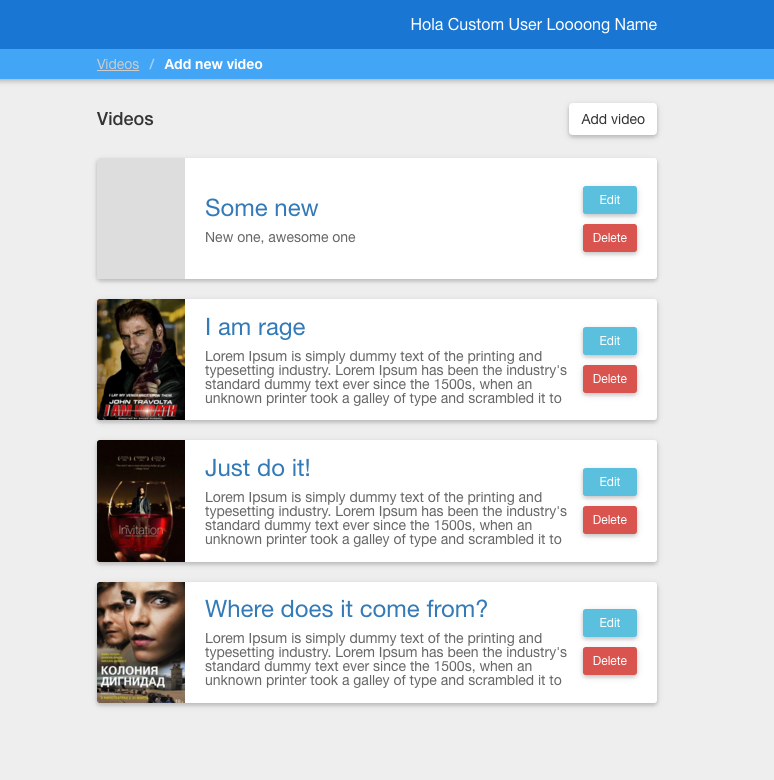 Hola Custom User Loooong Name
Videos / Add new video
Videos
Add video
Some new
New one, awesome one
Edit
Delete
I am rage
Lorem Ipsum is simply dummy text of the printing and
typesetting industry. Lorem Ipsum has been the industry's
standard dummy text ever since the 1500s, when an
unknown printer took a galley of type and scrambled it to
Edit
Delete
JOHN TRAVOLTA
I AM WRATH
Just do it!
Lorem Ipsum is simply dummy text of the printing and
typesetting industry. Lorem Ipsum has been the industry's
standard dummy text ever since the 1500s, when an
unknown printer took a galley of type and scrambled it to
Edit
Delete
Invitation
Where does it come from?
Lorem Ipsum is simply dummy text of the printing and
typesetting industry. Lorem Ipsum has been the industry's
standard dummy text ever since the 1500s, when an
unknown printer took a galley of type and scrambled it to
Edit
Delete
КОЛОНИЯ
ДИГНИДАД